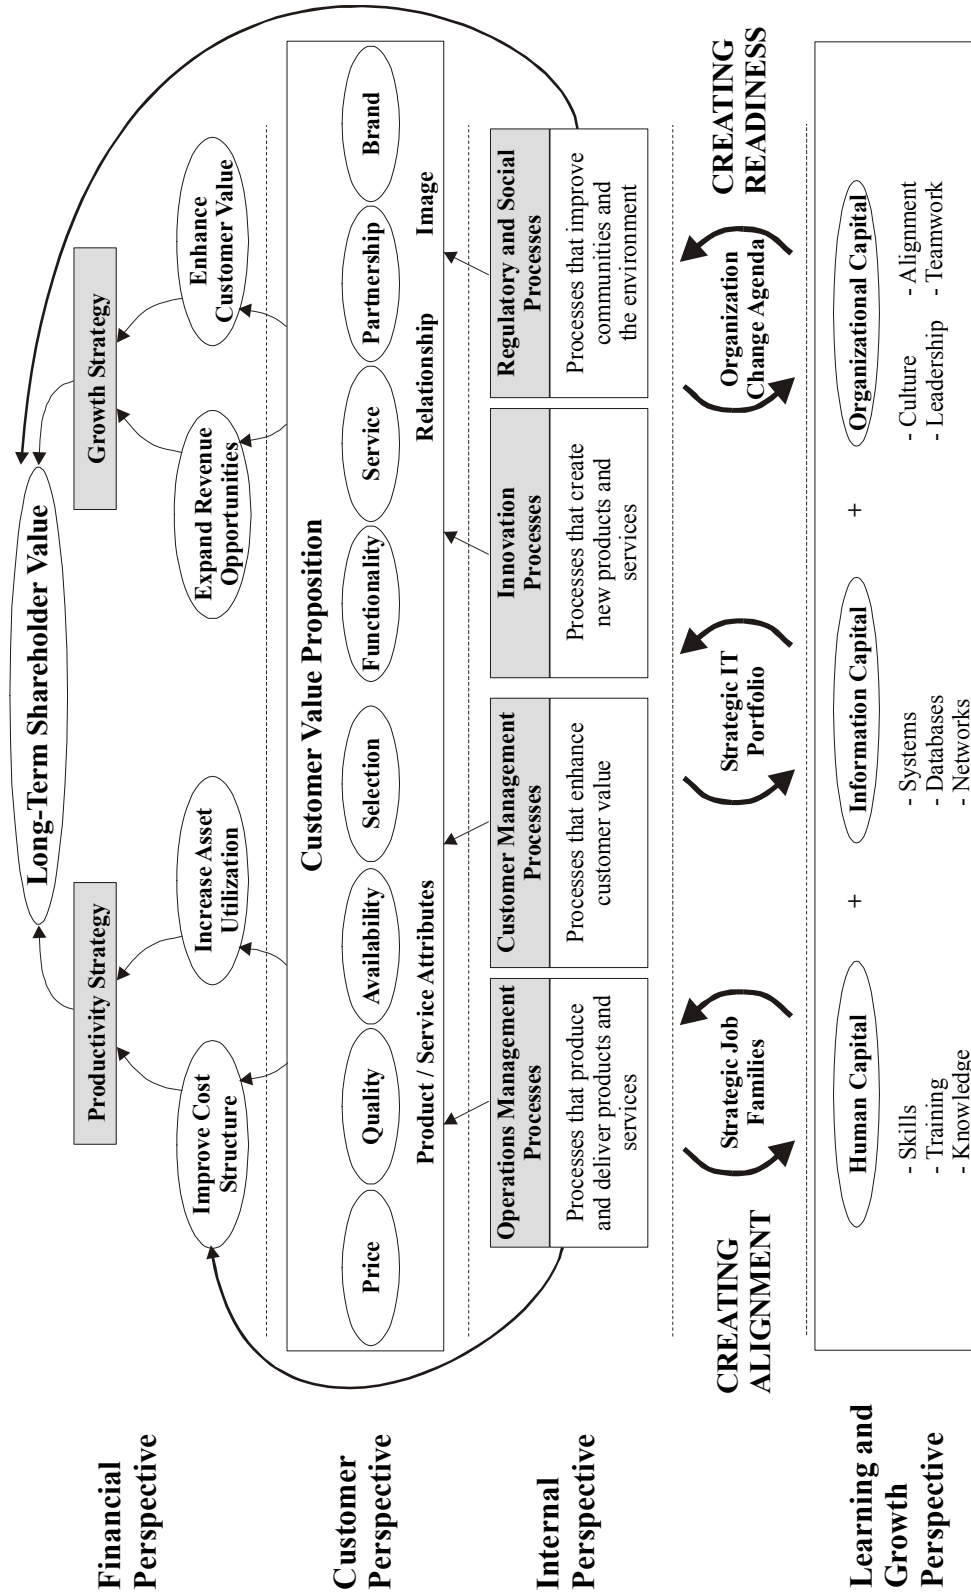 Financial
Perspective
Long-Term Shareholder Value
Productivity Strategy
Growth Strategy
Improve Cost
Structure
Increase Asset
Utilization
Expand Revenue
Opportunities
Enhance
Customer Value
Customer
Perspective
Customer Value Proposition
Price
Quality
Availability
Selection
Functionality
Service
Partnership
Brand
Product / Service Attributes
Relationship
Image
Internal
Perspective
Operations Management
Processes
Processes that produce
and deliver products and
services
Customer Management
Processes
Processes that enhance
customer value
Innovation
Processes
Processes that create
new products and
services
Regulatory and Social
Processes
Processes that improve
communities and
the environment
CREATING
ALIGNMENT
Strategic Job
Families
Strategic IT
Portfolio
Organization
Change Agenda
CREATING
READINESS
Learning and
Growth
Perspective
Human Capital
+
Information Capital
+
Organizational Capital
- Skills
- Training
- Knowledge
- Systems
- Databases
- Networks
- Culture
- Leadership
- Alignment
- Teamwork